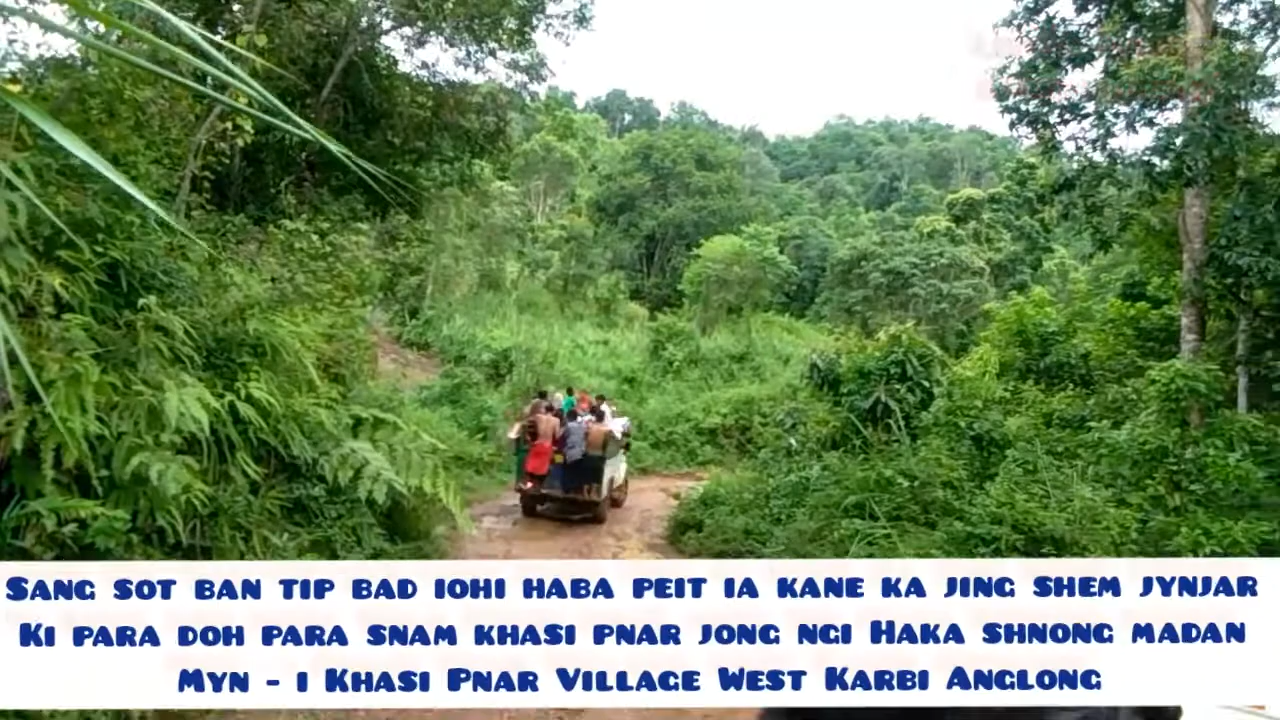 Sang sot ban tip bad iohi haba peit ia kane ka jing shem jynjar
Ki para doh para snam khasi pnar jong ngi Haka shnong madan
Myn - i Khasi Pnar Village West Karbi Anglong